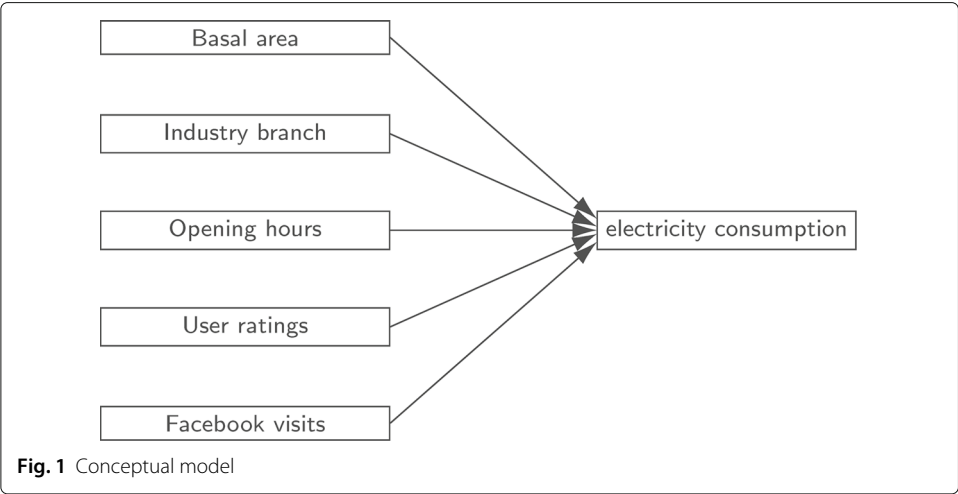 Basal area
Industry branch
Opening hours
electricity consumption
User ratings
Facebook visits
Fig. 1 Conceptual model